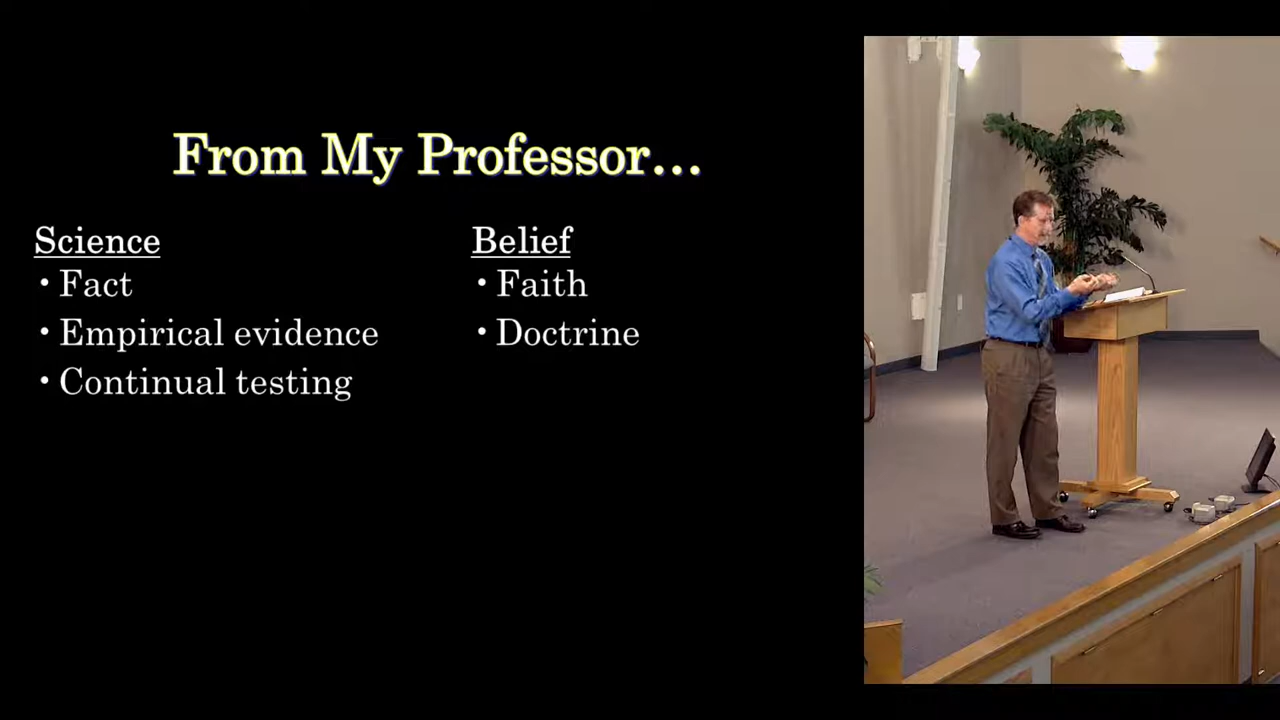 From My Professor...
Science
• Fact
• Empirical evidence
• Continual testing
Belief
• Faith
• Doctrine